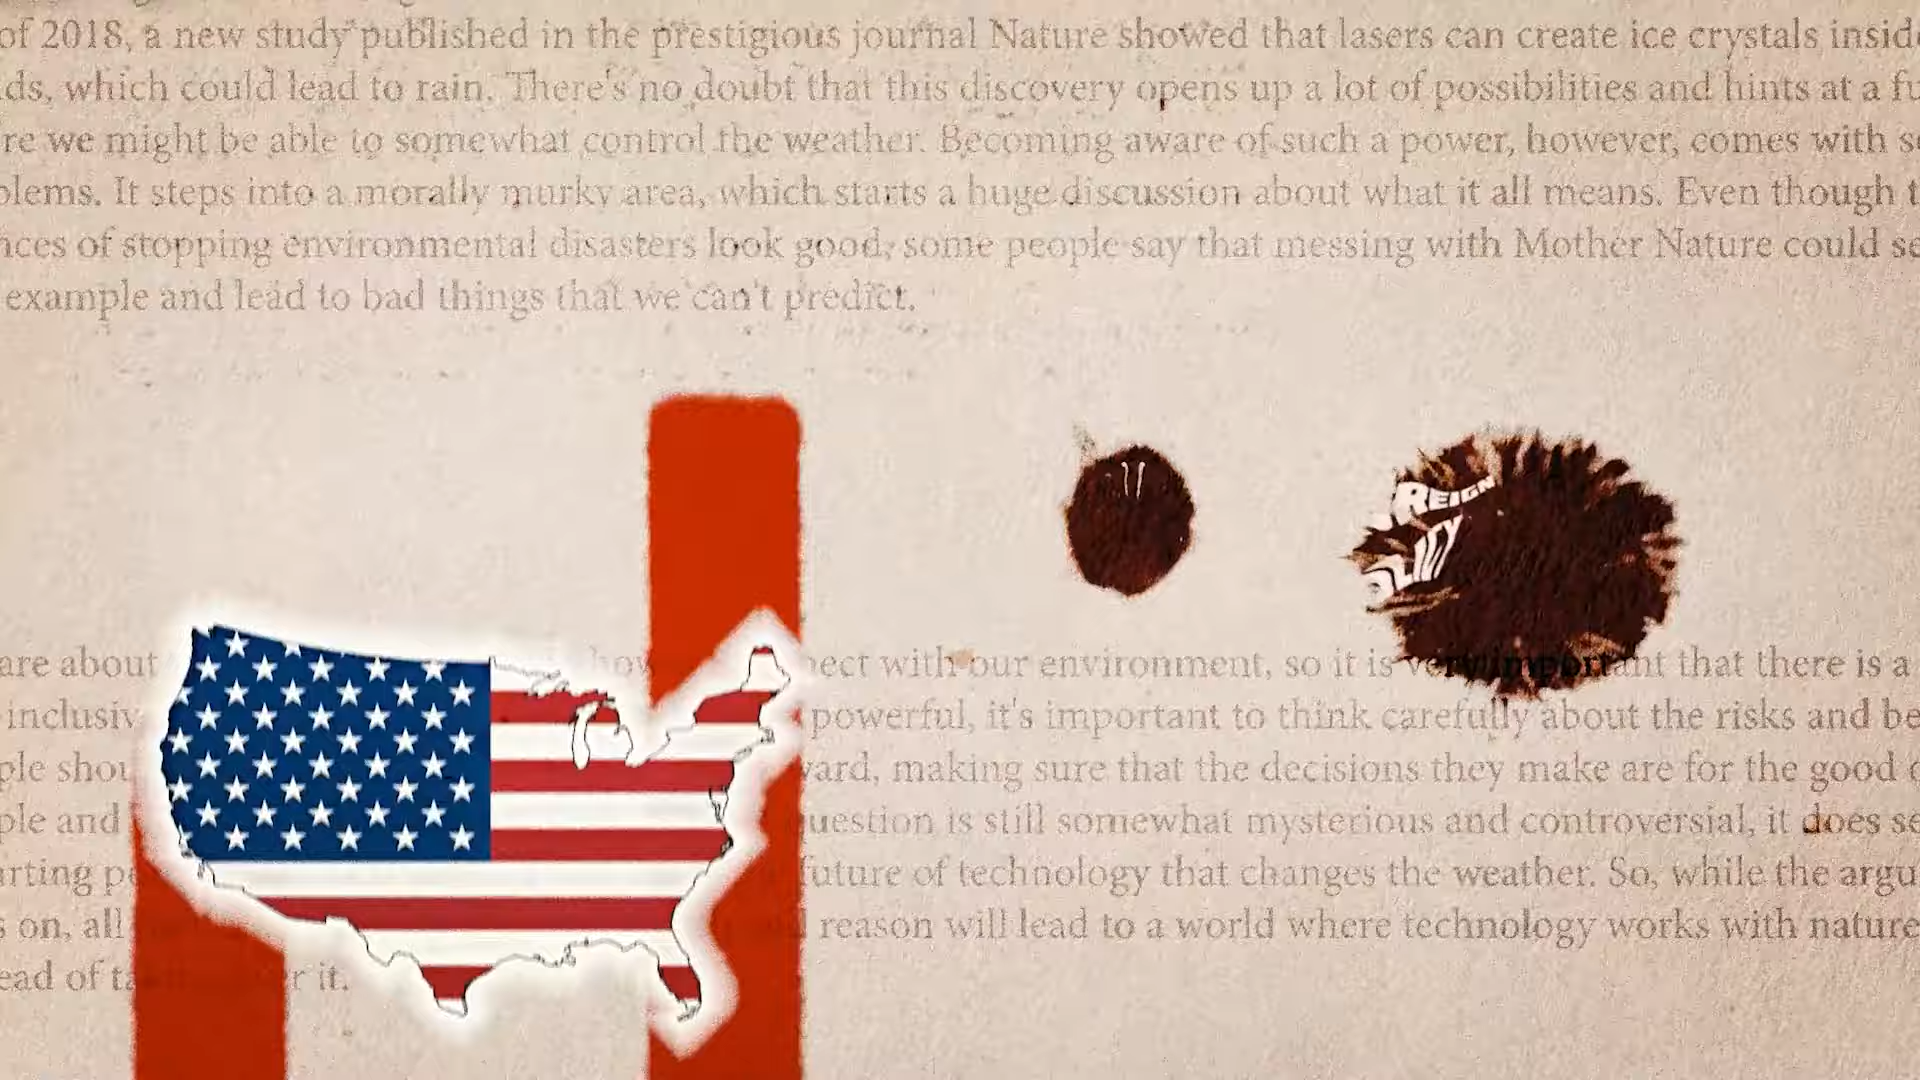 of 2018, a new study published in the prestigious journal Nature showed that lasers can create ice crystals insid
ds, which could lead to rain. There's no doubt that this discovery opens up a lot of possibilities and hints at a fu
re we might be able to somewhat control the weather. Becoming aware of such a power, however, comes with s
blems. It steps into a morally murky area, which starts a huge discussion about what it all means. Even though t
nces of stopping environmental disasters look good, some people say that messing with Mother Nature could se
example and lead to bad things that we can't predict.
REIGN
OLICY
are about how ect with our environment, so it is very important that there is a
inclusiv powerful, it's important to think carefully about the risks and be
ple shou ward, making sure that the decisions they make are for the good o
ple and question is still somewhat mysterious and controversial, it does se
arting pe future of technology that changes the weather. So, while the argu
s on, all reason will lead to a world where technology works with nature
ead of ta r it.